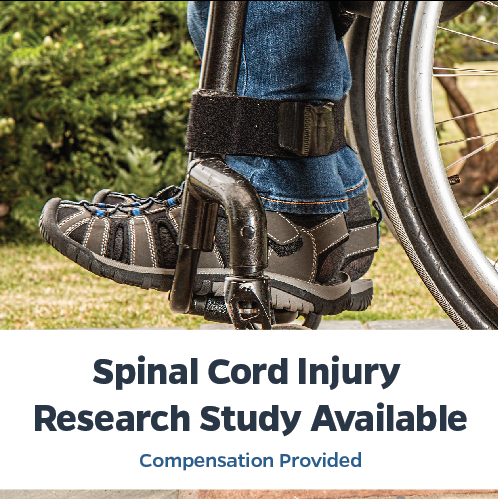 Spinal Cord Injury
Research Study Available
Compensation Provided